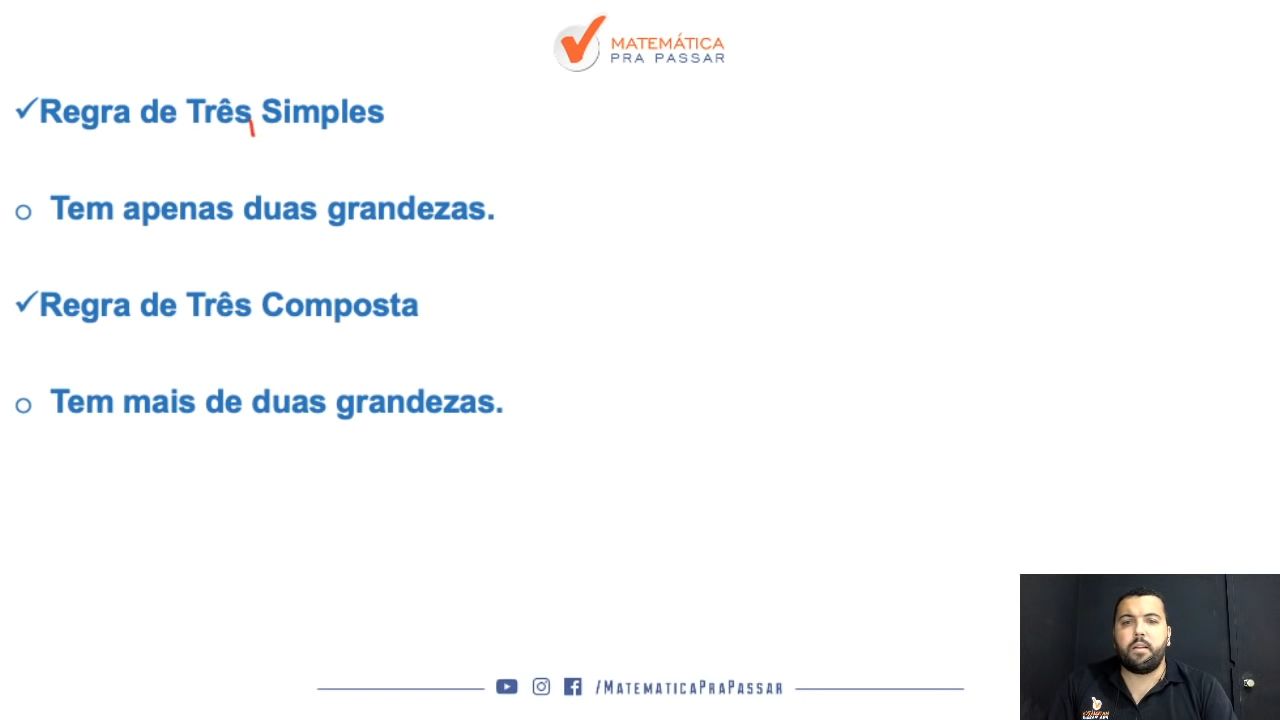 MATEMÁTICA
PRA PASSAR
✓Regra de Três Simples
o Tem apenas duas grandezas.
✓Regra de Três Composta
o Tem mais de duas grandezas.
/MATEMATICAPRAPASSAR